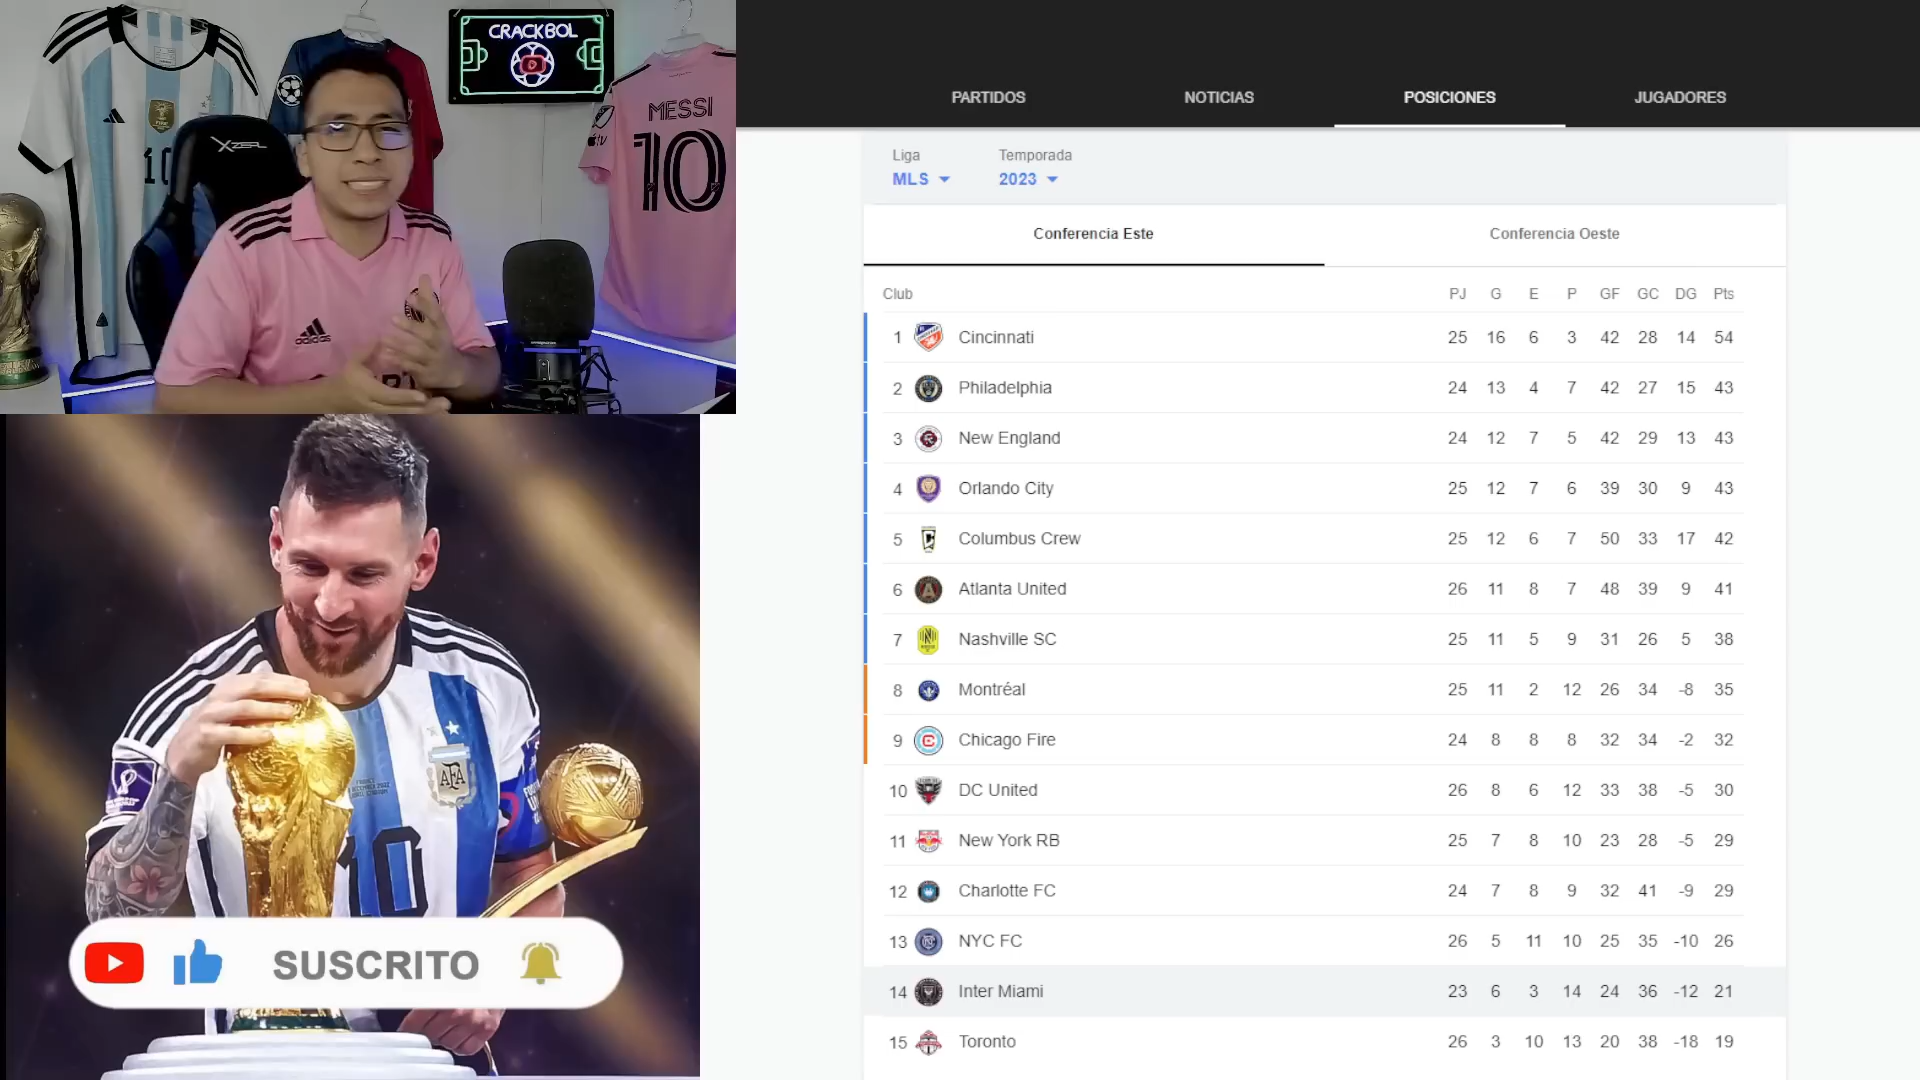 CRACKBOL
XZEAL
MESSI
10
10
adidas
AFA
10
SUSCRITO
PARTIDOS NOTICIAS POSICIONES JUGADORES
Liga Temporada
MLS 2023
Conferencia Este Conferencia Oeste
Club PJ G E P GF GC DG Pts
1 Cincinnati 25 16 6 3 42 28 14 54
2 Philadelphia 24 13 4 7 42 27 15 43
3 New England 24 12 7 5 42 29 13 43
4 Orlando City 25 12 7 6 39 30 9 43
5 Columbus Crew 25 12 6 7 50 33 17 42
6 Atlanta United 26 11 8 7 48 39 9 41
7 Nashville SC 25 11 5 9 31 26 5 38
8 Montréal 25 11 2 12 26 34 -8 35
9 Chicago Fire 24 8 8 8 32 34 -2 32
10 DC United 26 8 6 12 33 38 -5 30
11 New York RB 25 7 8 10 23 28 -5 29
12 Charlotte FC 24 7 8 9 32 41 -9 29
13 NYC FC 26 5 11 10 25 35 -10 26
14 Inter Miami 23 6 3 14 24 36 -12 21
15 Toronto 26 3 10 13 20 38 -18 19